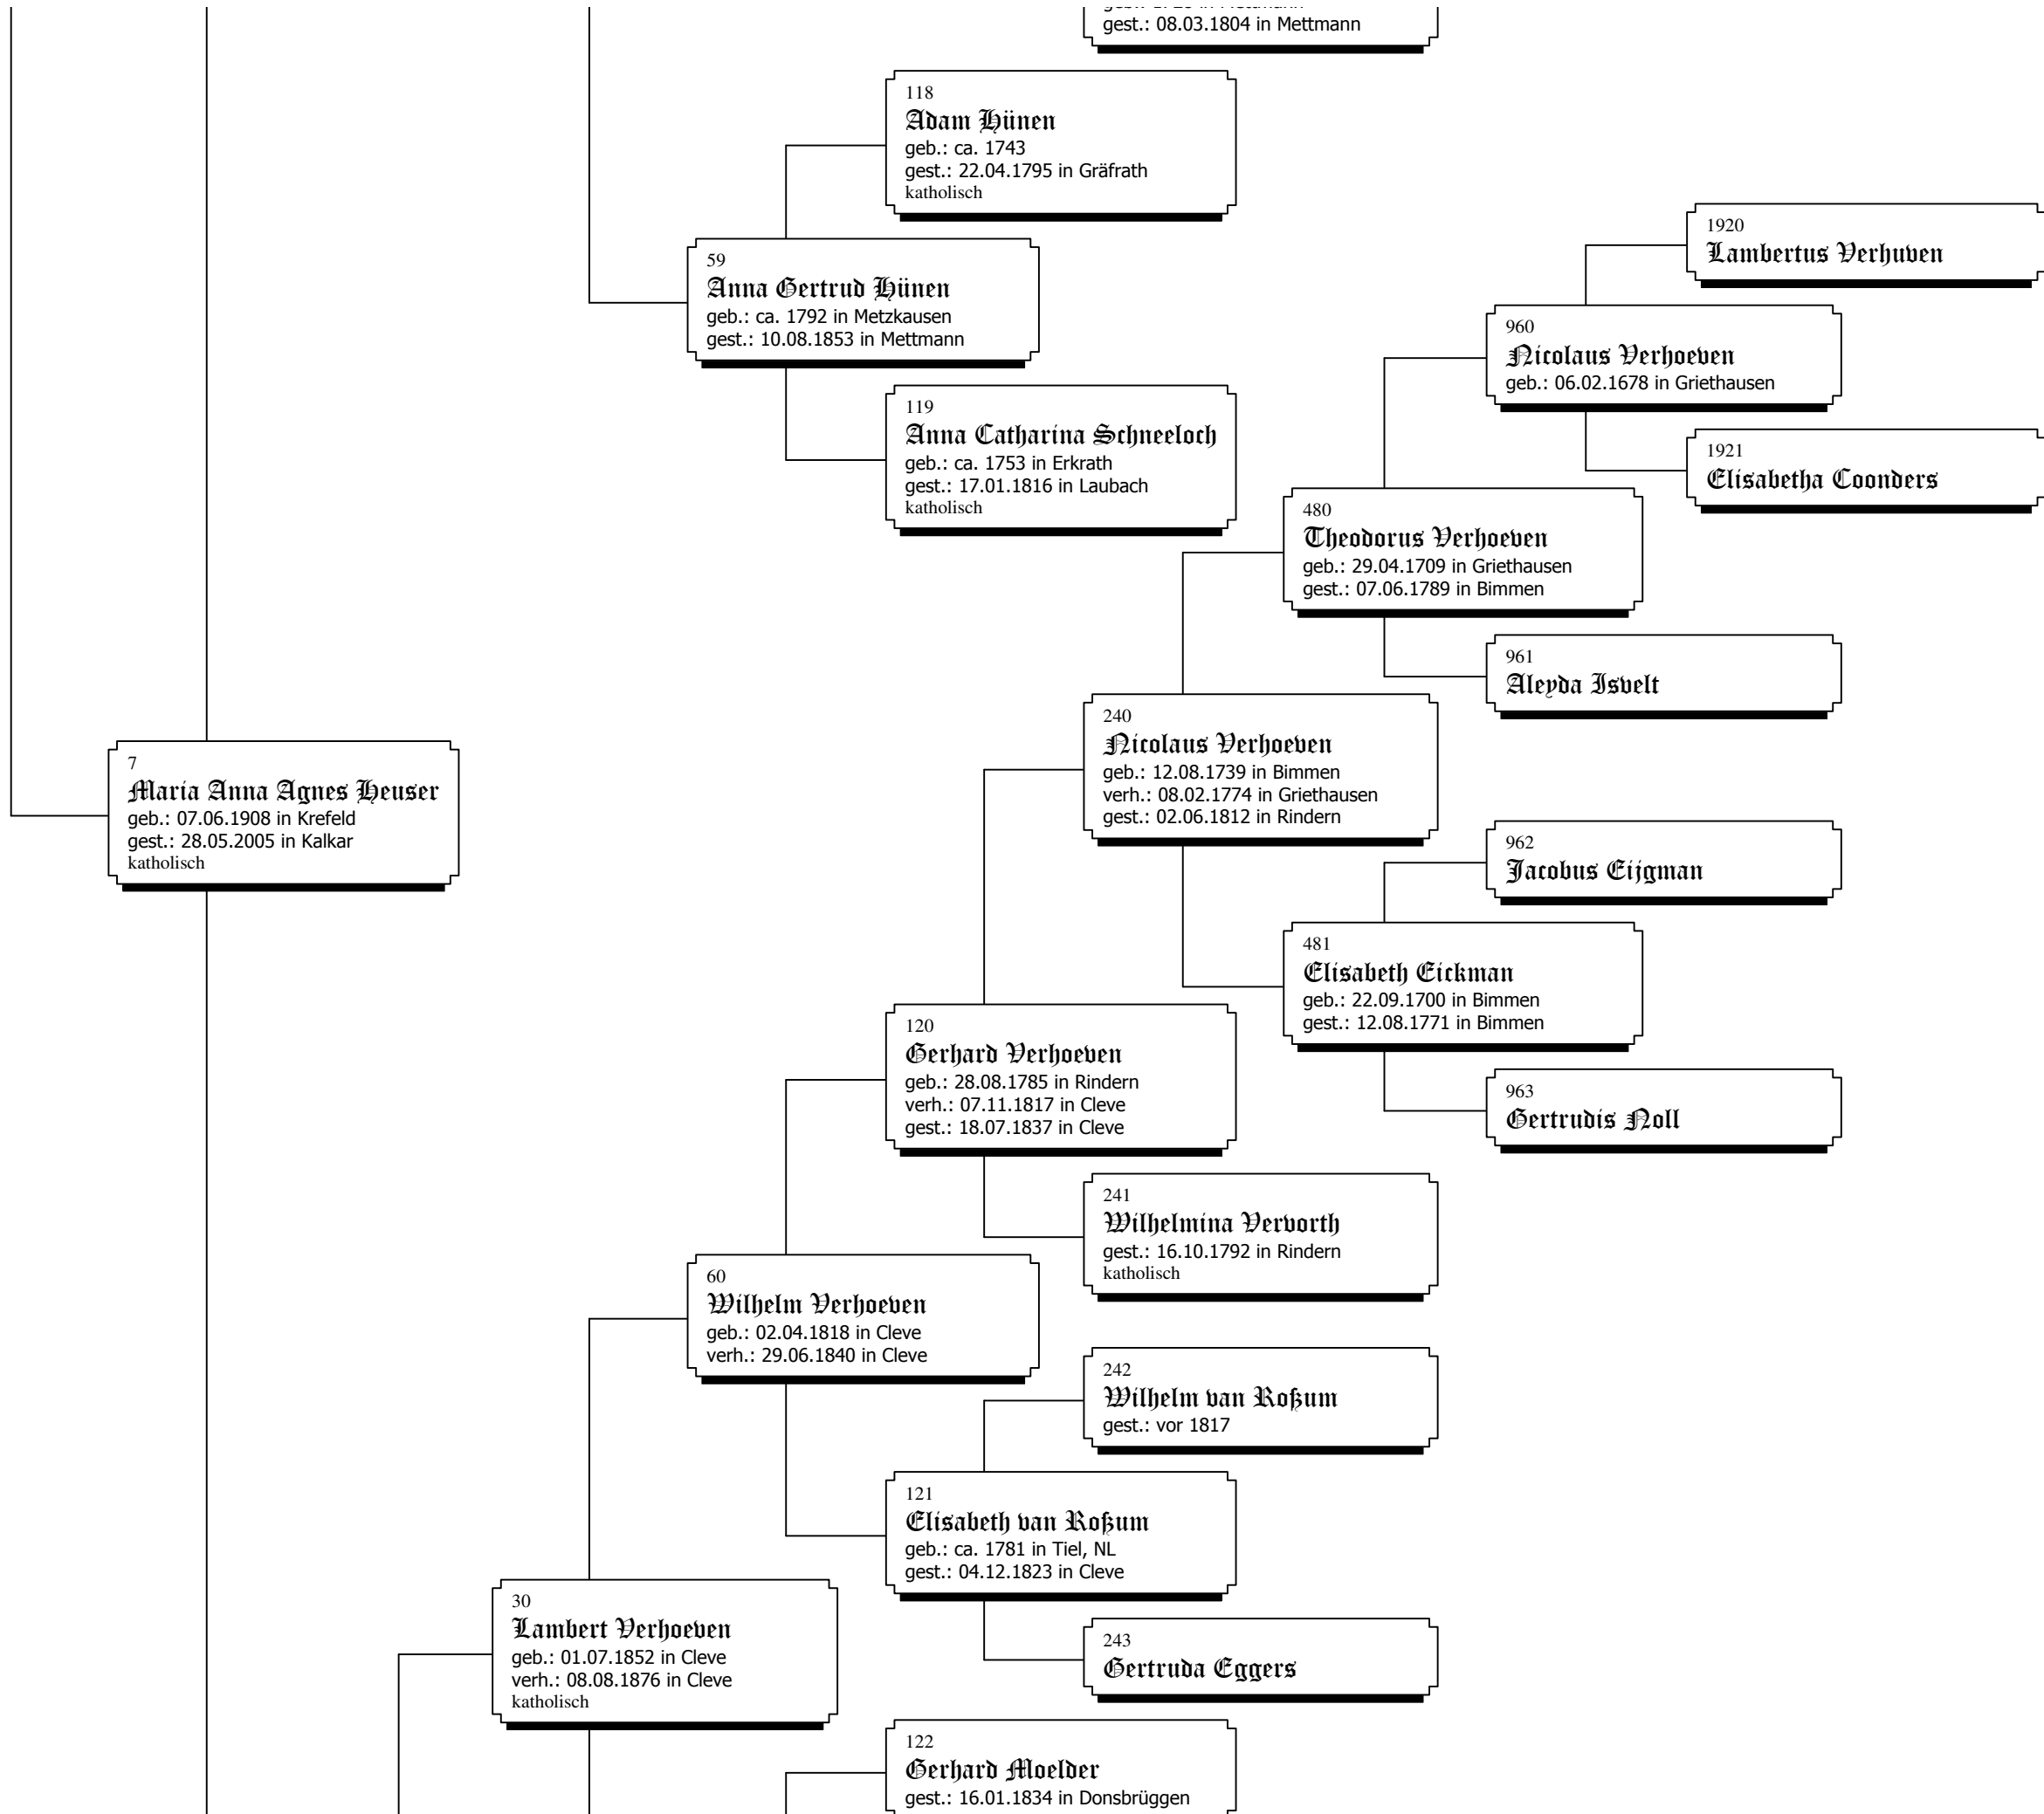 gest.: 08.03.1804 in Mettmann
118
Adam Hünen
geb.: ca. 1743
gest.: 22.04.1795 in Gräfrath
katholisch
1920
Lambertus Verhuven
59
Anna Gertrud Hünen
geb.: ca. 1792 in Metzkausen
gest.: 10.08.1853 in Mettmann
960
Nicolaus Verhoeven
geb.: 06.02.1678 in Griethausen
119
Anna Catharina Schneeloch
geb.: ca. 1753 in Erkrath
gest.: 17.01.1816 in Laubach
katholisch
1921
Elisabetha Coonders
480
Theodorus Verhoeven
geb.: 29.04.1709 in Griethausen
gest.: 07.06.1789 in Bimmen
961
Aleyda Isvelt
240
Nicolaus Verhoeven
geb.: 12.08.1739 in Bimmen
verh.: 08.02.1774 in Griethausen
gest.: 02.06.1812 in Rindern
7
Maria Anna Agnes Heuser
geb.: 07.06.1908 in Krefeld
gest.: 28.05.2005 in Kalkar
katholisch
962
Jacobus Eijgman
481
Elisabeth Eickman
geb.: 22.09.1700 in Bimmen
gest.: 12.08.1771 in Bimmen
120
Gerhard Verhoeven
geb.: 28.08.1785 in Rindern
verh.: 07.11.1817 in Cleve
gest.: 18.07.1837 in Cleve
963
Gertrudis Noll
241
Wilhelmina Vervorth
gest.: 16.10.1792 in Rindern
katholisch
60
Wilhelm Verhoeven
geb.: 02.04.1818 in Cleve
verh.: 29.06.1840 in Cleve
242
Wilhelm van Roßum
gest.: vor 1817
121
Elisabeth van Roßum
geb.: ca. 1781 in Tiel, NL
gest.: 04.12.1823 in Cleve
30
Lambert Verhoeven
geb.: 01.07.1852 in Cleve
verh.: 08.08.1876 in Cleve
katholisch
243
Gertruda Eggers
122
Gerhard Moelder
gest.: 16.01.1834 in Donsbrüggen